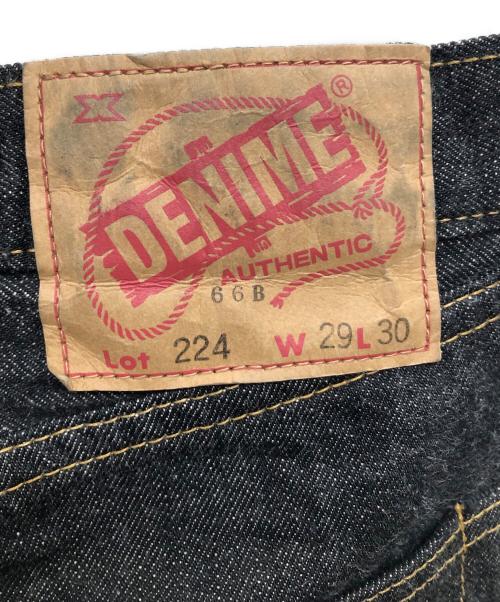 DENIME
®
AUTHENTIC
66B
Lot 224 W 29 L 30